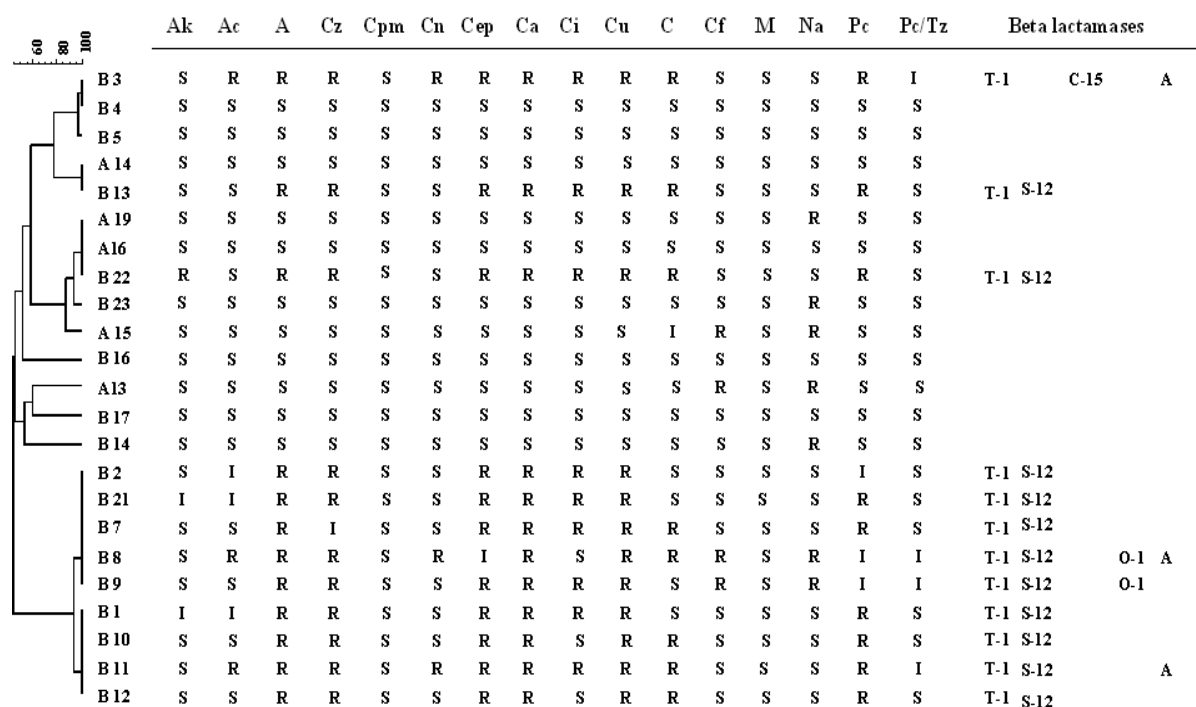 Ak Ac A Cz Cpm Cn Cep Ca Ci Cu C Cf M Na Pc Pc/Tz Beta lactamases
60 80 100
B 3 S R R R S R R R R R R S S S R I T-1 C-15 A
B 4 S S S S S S S S S S S S S S S S
B 5 S S S S S S S S S S S S S S S S
A 14 S S S S S S S S S S S S S S S S
B 13 S S R R S S R R R R R S S S R S T-1 S-12
A 19 S S S S S S S S S S S S S R S S
A16 S S S S S S S S S S S S S S S S
B 22 R S R R S S R R R R R S S S R S T-1 S-12
B 23 S S S S S S S S S S S S S R S S
A 15 S S S S S S S S S S I R S R S S
B 16 S S S S S S S S S S S S S S S S
A13 S S S S S S S S S S S R S R S S
B 17 S S S S S S S S S S S S S S S S
B 14 S S S S S S S S S S S S S R S S
B 2 S I R R S S R R R R S S S S I S T-1 S-12
B 21 I I R R S S R R R R S S S S R S T-1 S-12
B 7 S S R I S S R R R R R S S S R S T-1 S-12
B 8 S R R R S R I R S R R R S R I I T-1 S-12 O-1 A
B 9 S S R R S S R R R R S R S R I I T-1 S-12 O-1
B 1 I I R R S S R R R R S S S S R S T-1 S-12
B 10 S S R R S S R R S R R S S S R S T-1 S-12
B 11 S R R R S R R R R R R S S S R I T-1 S-12 A
B 12 S S R R S S R R S R R S S S R S T-1 S-12